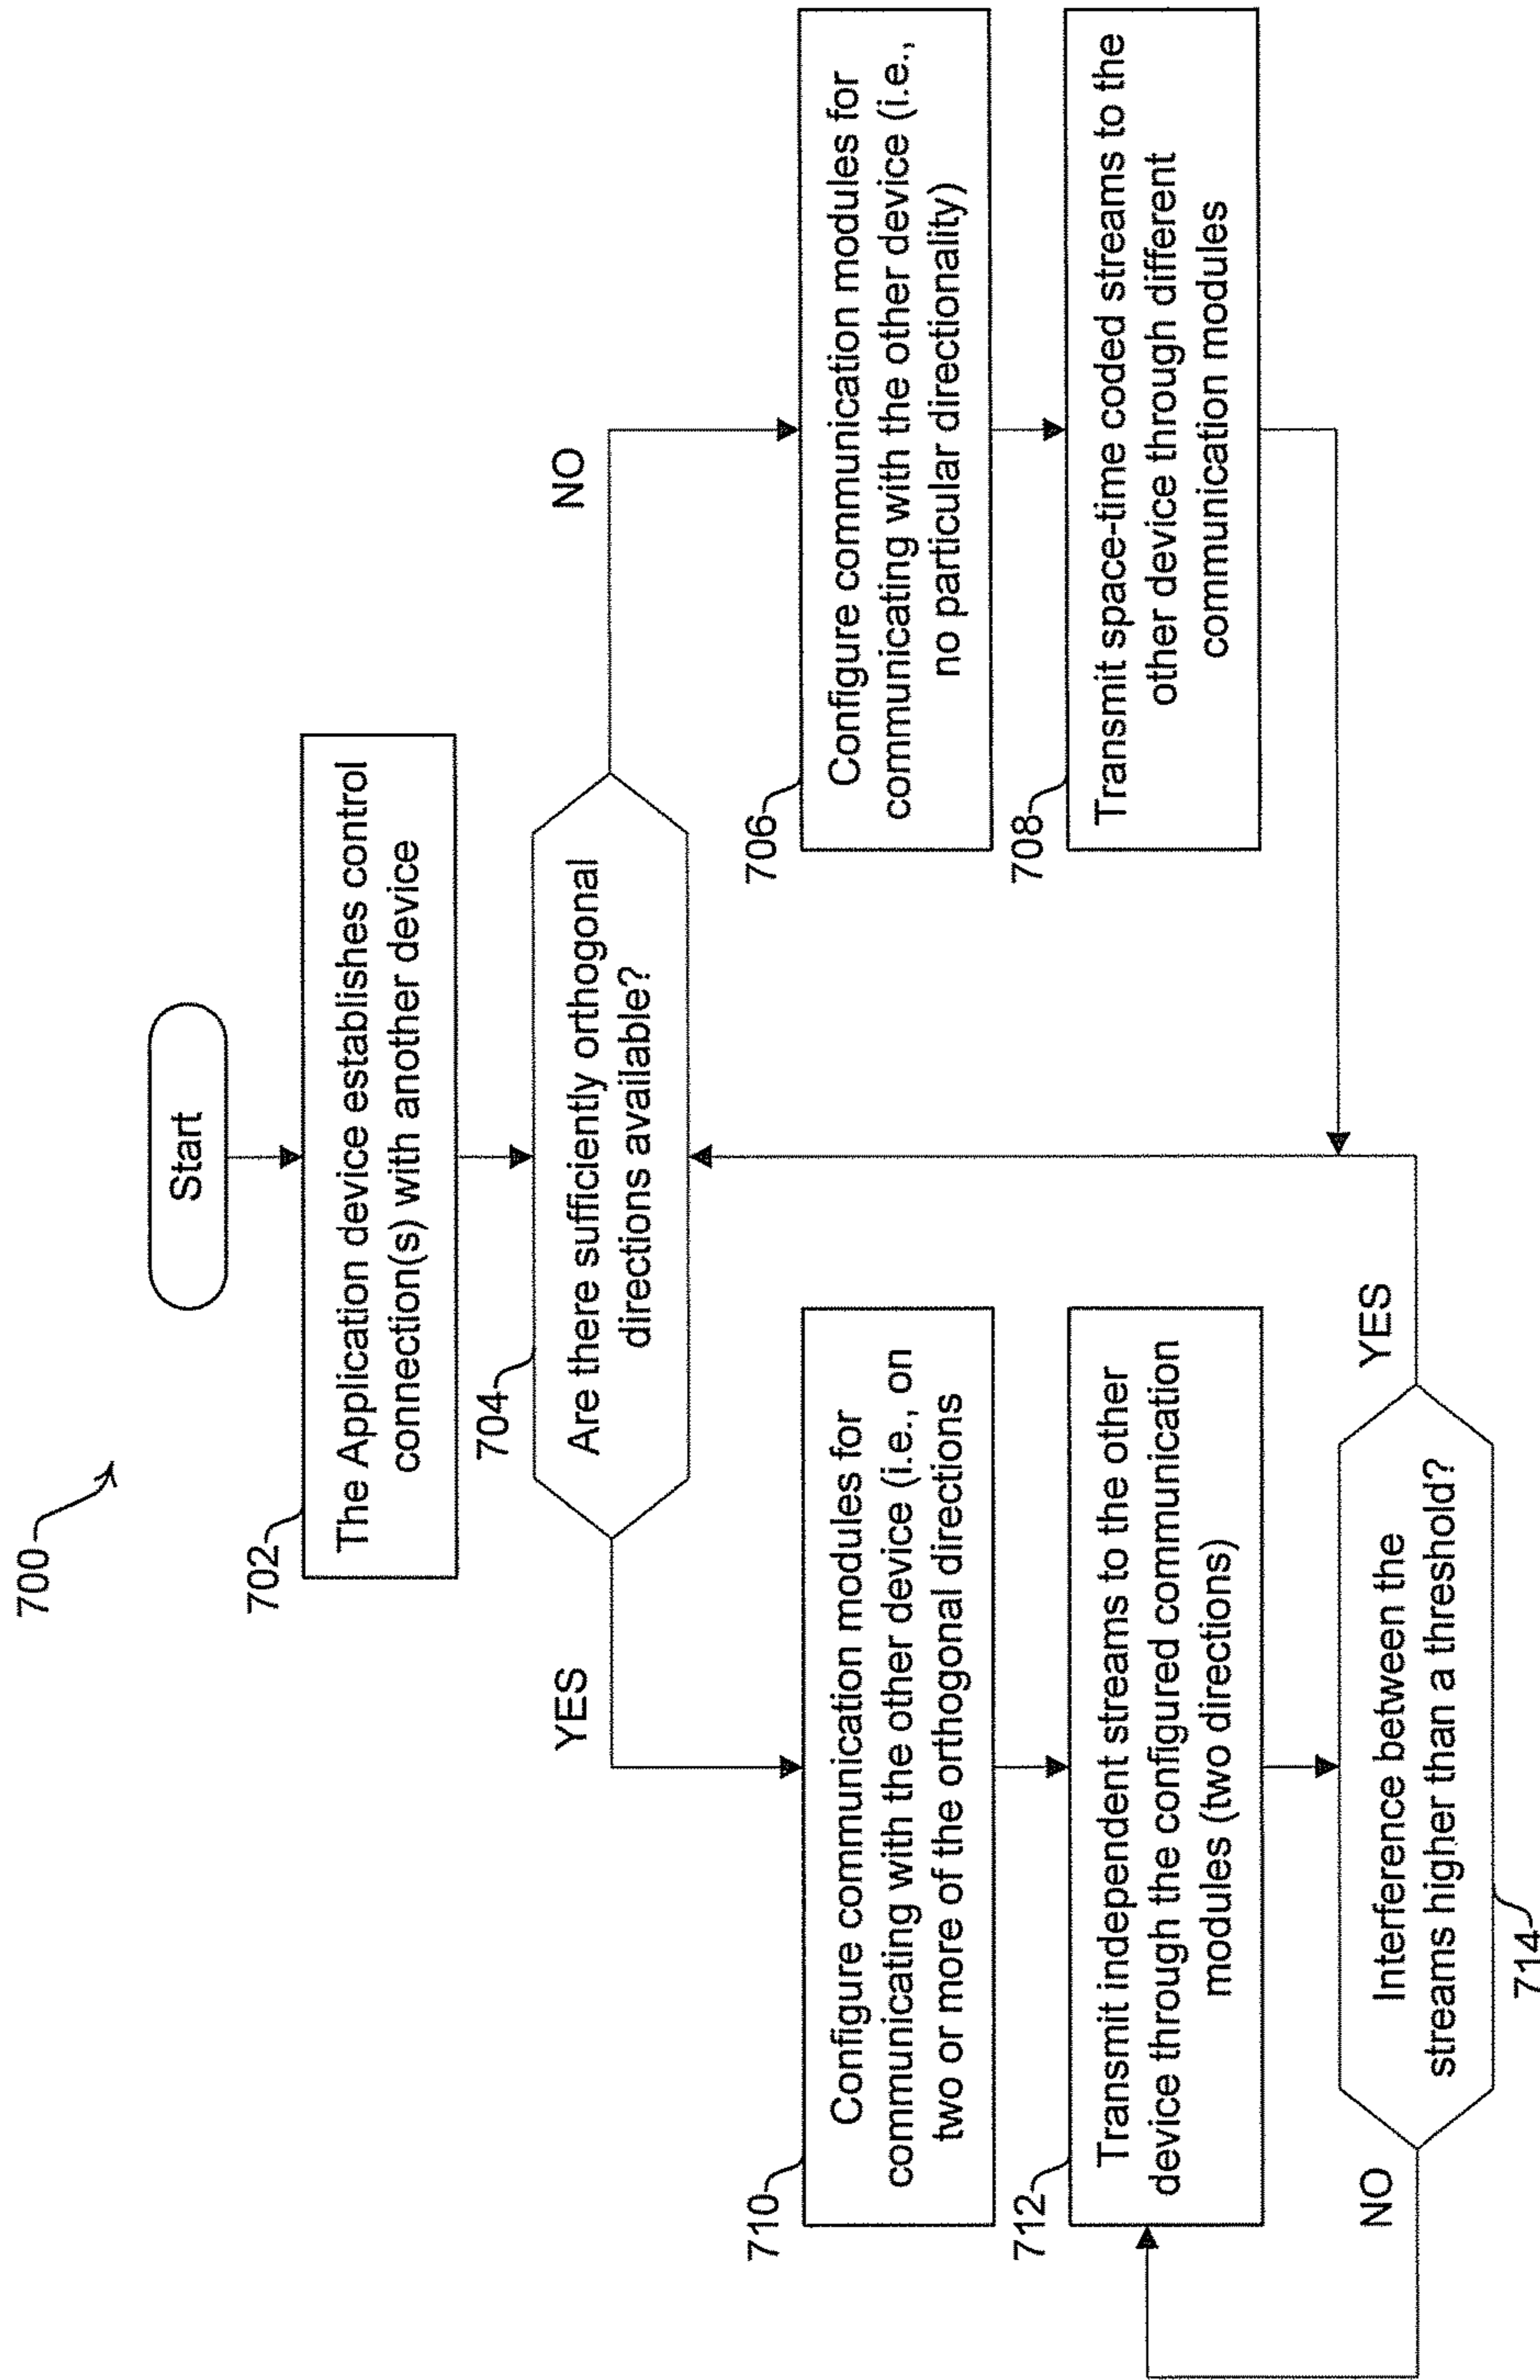 700
Start
702
The Application device establishes control
connection(s) with another device
704
Are there sufficiently orthogonal
directions available?
YES
NO
710
Configure communication modules for
communicating with the other device (i.e., on
two or more of the orthogonal directions
706
Configure communication modules for
communicating with the other device (i.e.,
no particular directionality)
712
Transmit independent streams to the other
device through the configured communication
modules (two directions)
708
Transmit space-time coded streams to the
other device through different
communication modules
NO
Interference between the
streams higher than a threshold?
YES
714